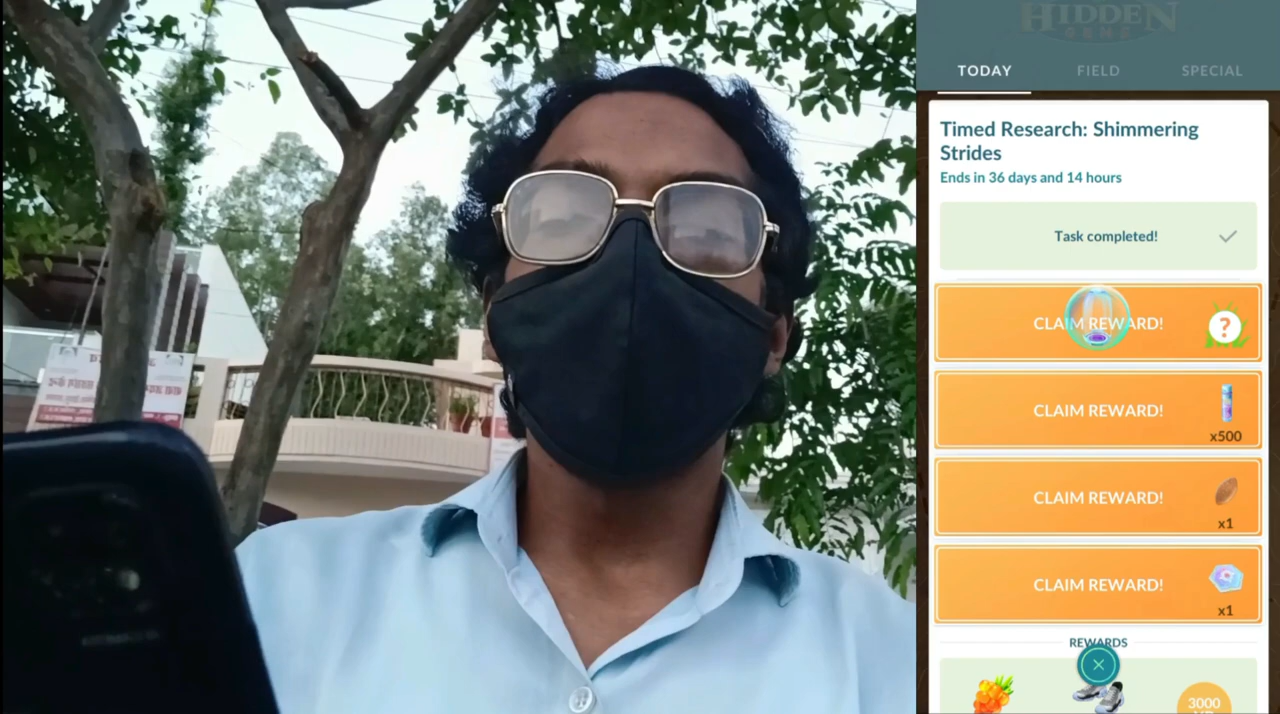 HIDDEN
GEMS
TODAY
FIELD
SPECIAL
Timed Research: Shimmering
Strides
Ends in 36 days and 14 hours
Task completed!
CLAIM REWARD!
?
CLAIM REWARD!
x500
CLAIM REWARD!
x1
CLAIM REWARD!
x1
REWARDS
3000